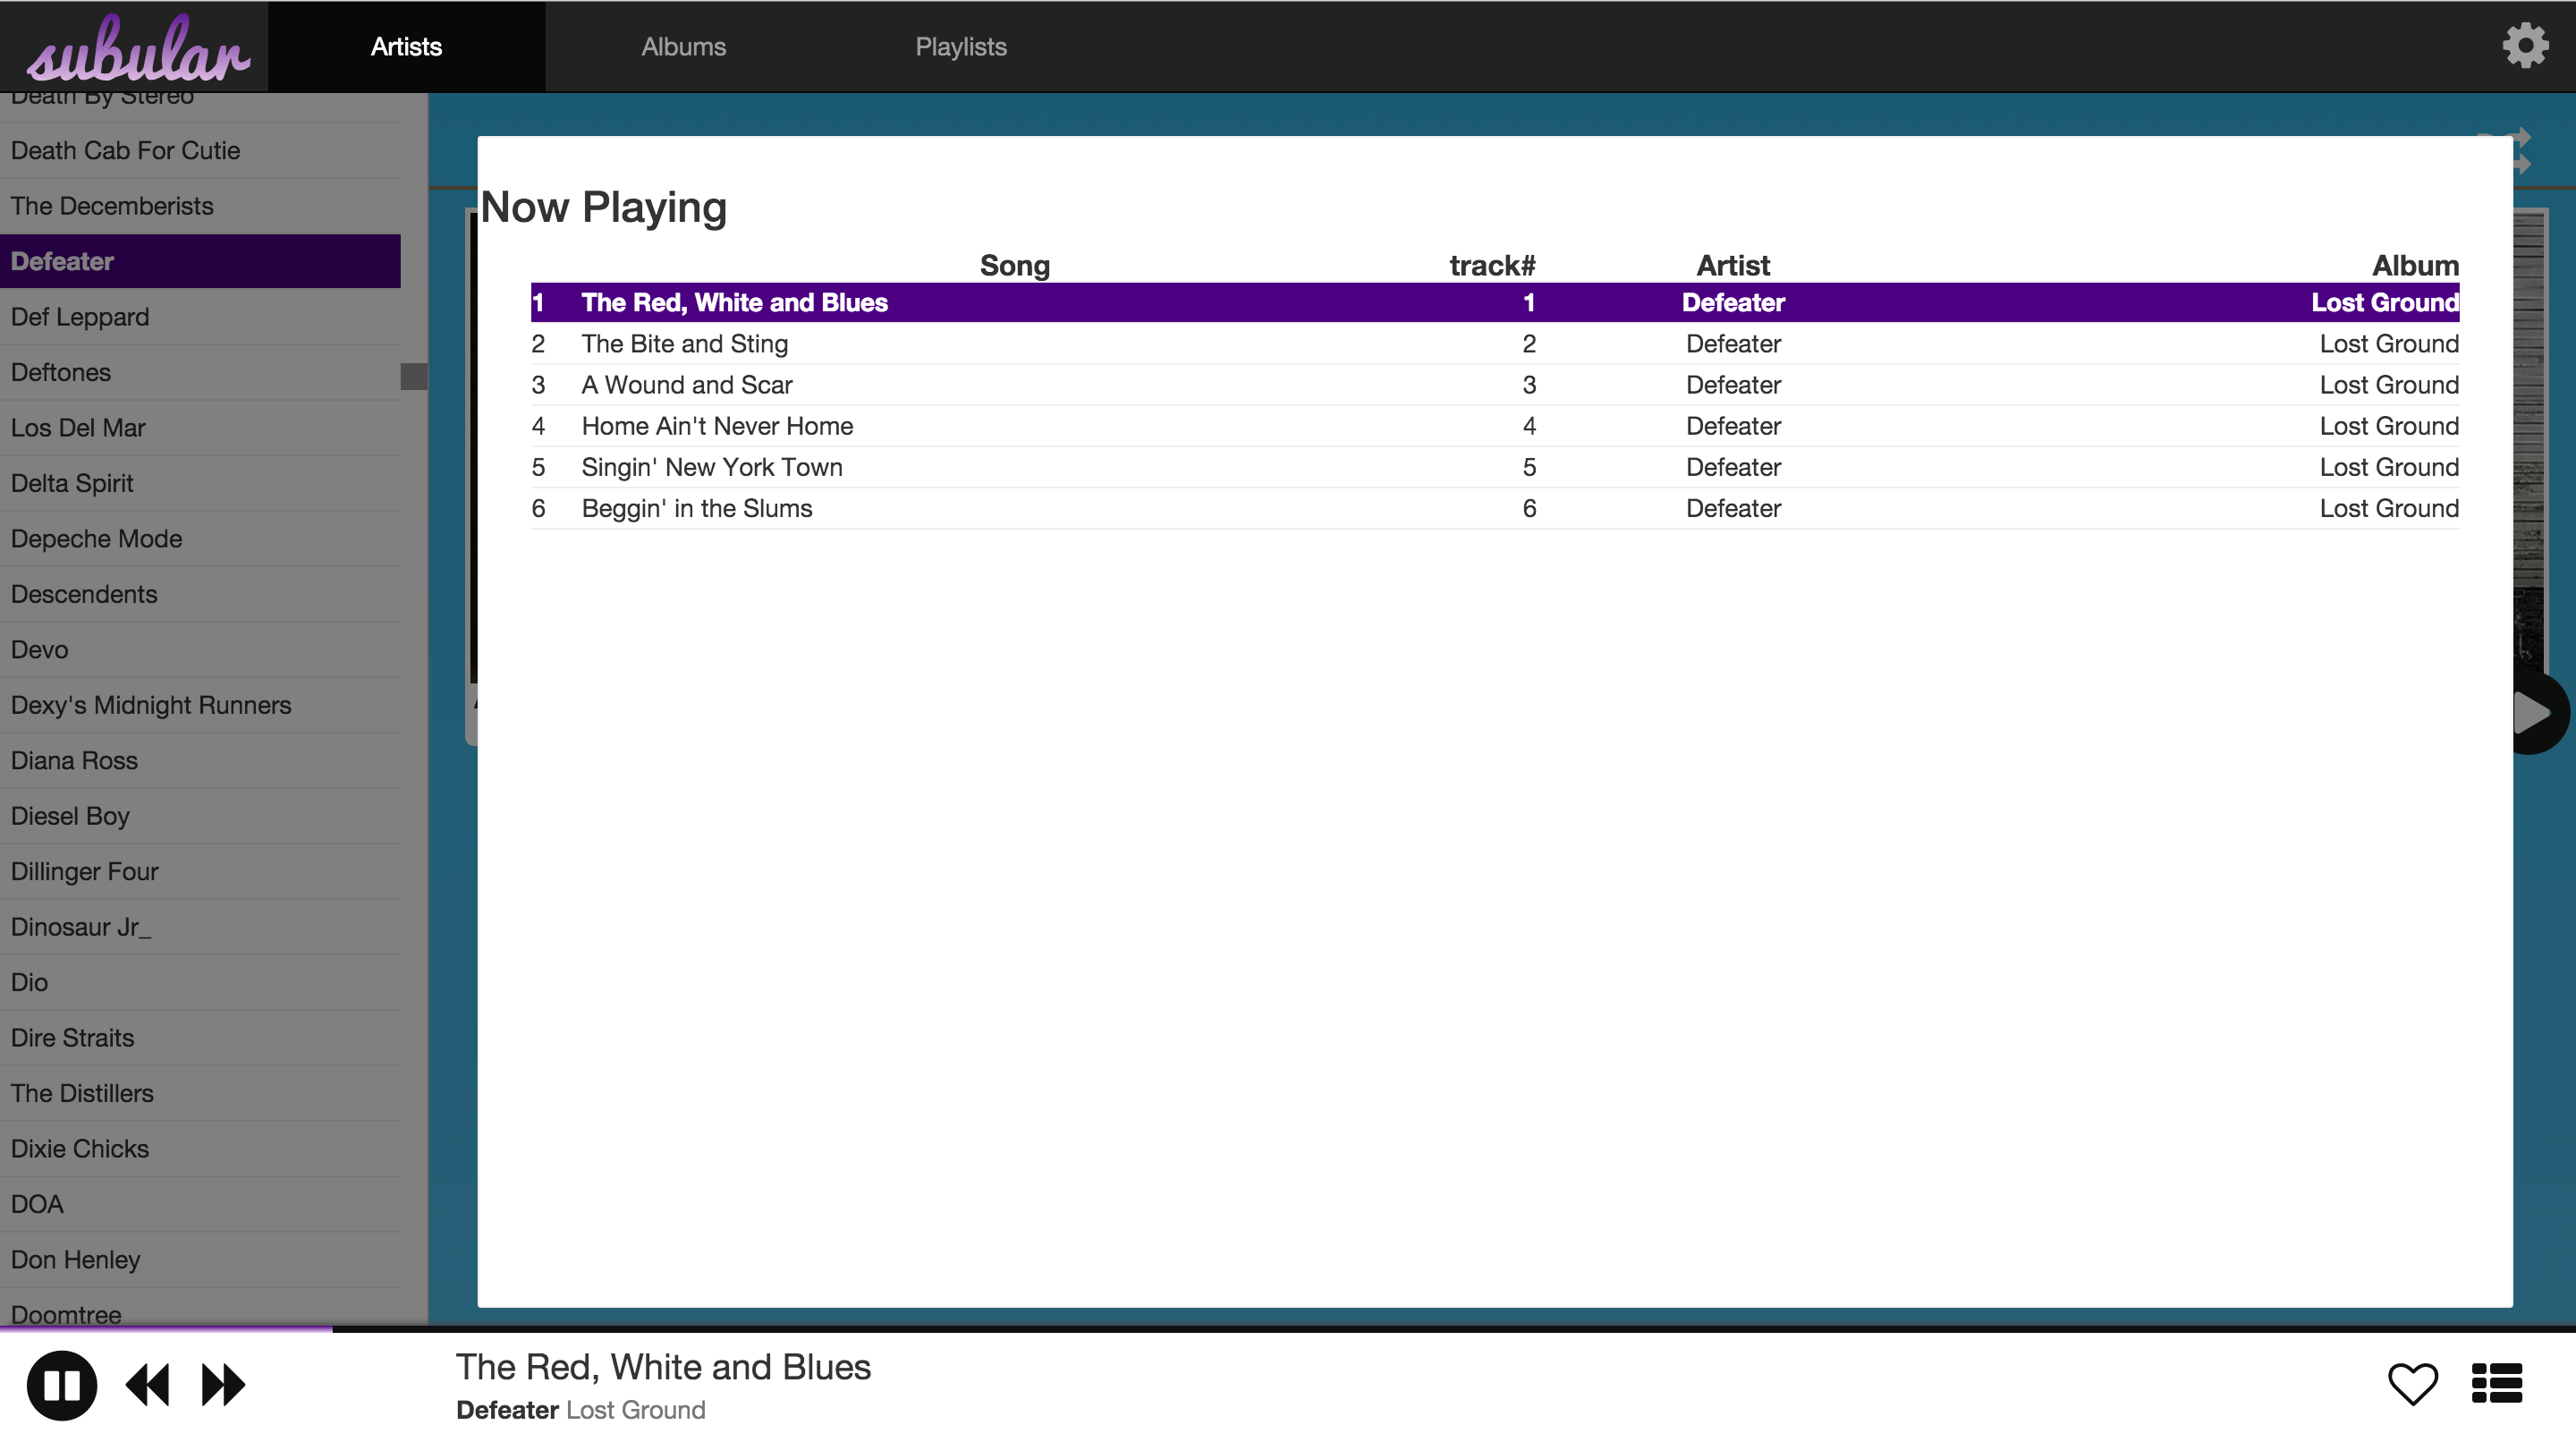 subular
Artists
Albums
Playlists
Death By Stereo
Death Cab For Cutie
The Decemberists
Defeater
Def Leppard
Deftones
Los Del Mar
Delta Spirit
Depeche Mode
Descendents
Devo
Dexy's Midnight Runners
Diana Ross
Diesel Boy
Dillinger Four
Dinosaur Jr_
Dio
Dire Straits
The Distillers
Dixie Chicks
DOA
Don Henley
Doomtree
Now Playing
Song track# Artist Album
1 The Red, White and Blues 1 Defeater Lost Ground
2 The Bite and Sting 2 Defeater Lost Ground
3 A Wound and Scar 3 Defeater Lost Ground
4 Home Ain't Never Home 4 Defeater Lost Ground
5 Singin' New York Town 5 Defeater Lost Ground
6 Beggin' in the Slums 6 Defeater Lost Ground
The Red, White and Blues
Defeater Lost Ground